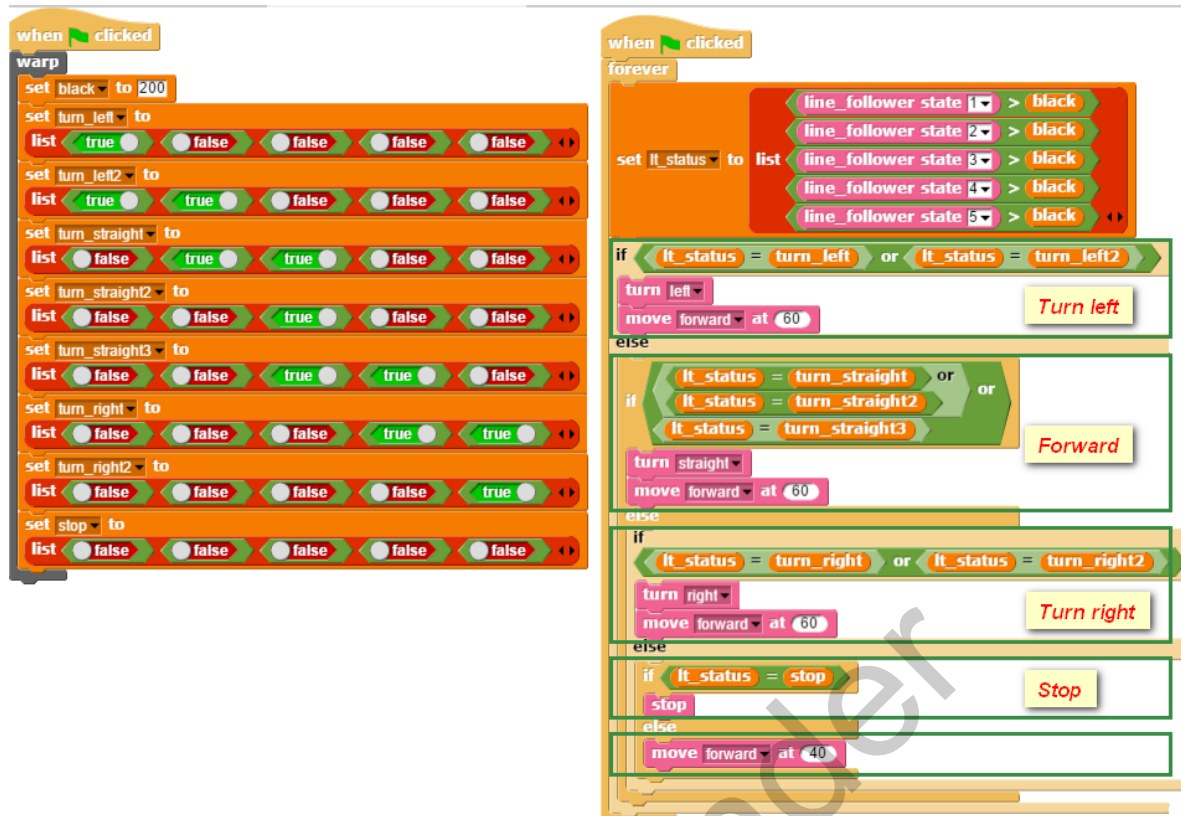 when clicked
warp
set black to 200
set turn_left to
list true false false false false
set turn_left2 to
list true true false false false
set turn_straight to
list false true true false false
set turn_straight2 to
list false false true false false
set turn_straight3 to
list false false true true false
set turn_right to
list false false false true true
set turn_right2 to
list false false false false true
set stop to
list false false false false false
when clicked
forever
line_follower state 1 > black
line_follower state 2 > black
set lt_status to list line_follower state 3 > black
line_follower state 4 > black
line_follower state 5 > black
if lt_status = turn_left or lt_status = turn_left2
turn left
move forward at 60
Turn left
else
lt_status = turn_straight or
if lt_status = turn_straight2 or
lt_status = turn_straight3
turn straight
move forward at 60
Forward
else
if
lt_status = turn_right or lt_status = turn_right2
turn right
move forward at 60
Turn right
else
if lt_status = stop
stop
Stop
else
move forward at 40